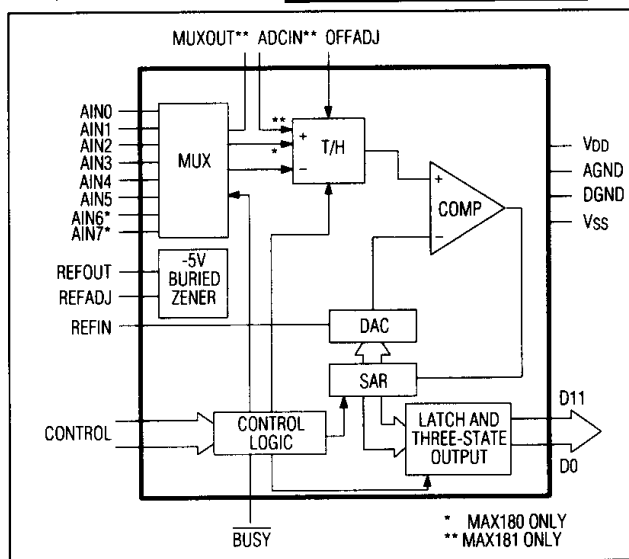 MUXOUT** ADCIN** OFFADJ
AIN0
AIN1
AIN2
AIN3
AIN4
AIN5
AIN6*
AIN7*
MUX
**
+
*
−
T/H
+
−
COMP
VDD
AGND
DGND
VSS
REFOUT
REFADJ
-5V
BURIED
ZENER
REFIN
DAC
SAR
CONTROL
CONTROL
LOGIC
LATCH AND
THREE-STATE
OUTPUT
D11
D0
BUSY
* MAX180 ONLY
** MAX181 ONLY